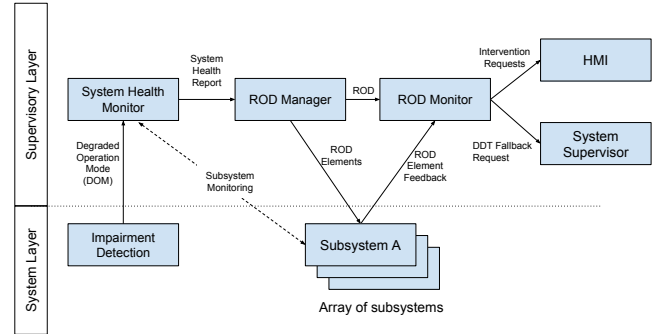 Supervisory Layer
System Layer
System Health
Monitor
System
Health
Report
ROD Manager
ROD
ROD Monitor
Intervention
Requests
HMI
DDT Fallback
Request
System
Supervisor
Degraded
Operation
Mode
(DOM)
Subsystem
Monitoring
ROD
Elements
ROD
Element
Feedback
Impairment
Detection
Subsystem A
Array of subsystems